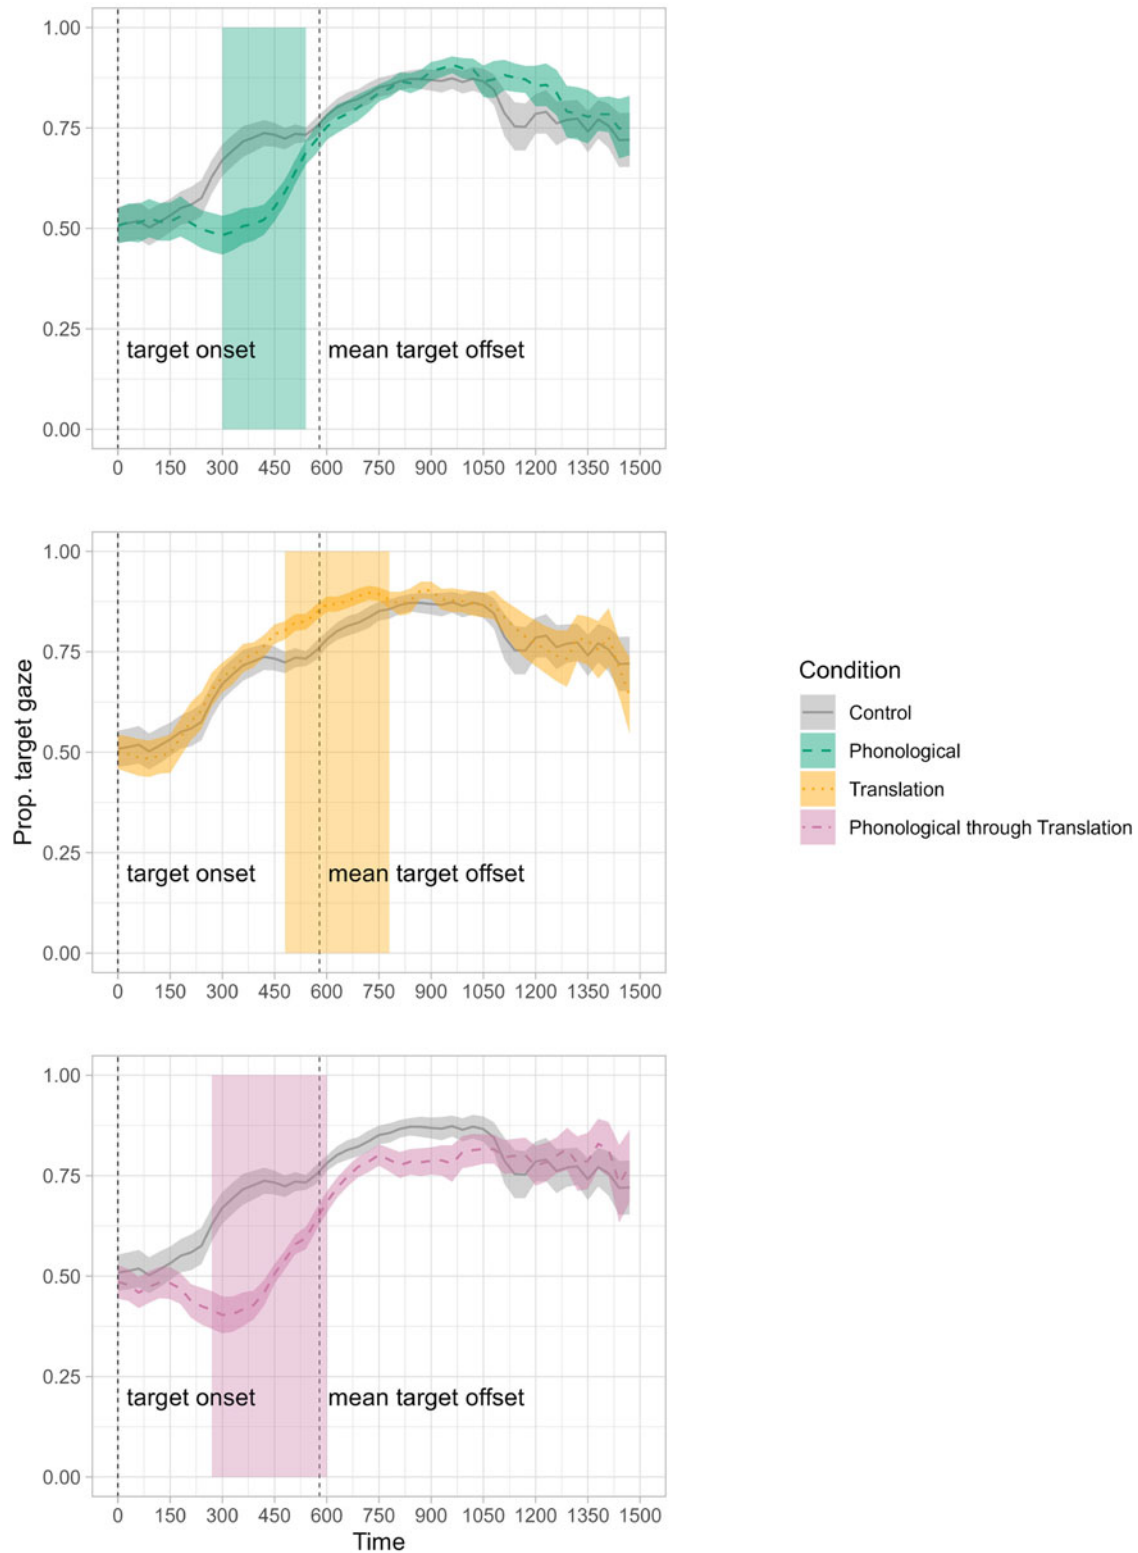 1.00
0.75
0.50
0.25
0.00
target onset
mean target offset
0 150 300 450 600 750 900 1050 1200 1350 1500
1.00
0.75
0.50
0.25
0.00
target onset
mean target offset
0 150 300 450 600 750 900 1050 1200 1350 1500
1.00
0.75
0.50
0.25
0.00
target onset
mean target offset
0 150 300 450 600 750 900 1050 1200 1350 1500
Time
Prop. target gaze
Condition
Control
Phonological
Translation
Phonological through Translation